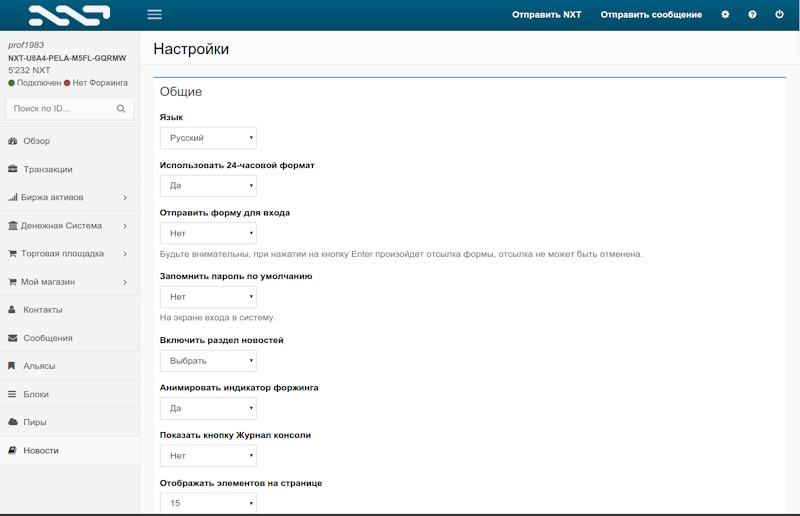 NXT
Отправить NXT
Отправить сообщение
prof1983
NXT-U8A4-PELA-M5FL-GQRMW
5'232 NXT
Подключен Нет Форжинга
Поиск по ID...
Обзор
Транзакции
Биржа активов
Денежная Система
Торговая площадка
Мой магазин
Контакты
Сообщения
Альясы
Блоки
Пиры
Новости
Настройки
Общие
Язык
Русский
Использовать 24-часовой формат
Да
Отправить форму для входа
Нет
Будьте внимательны, при нажатии на кнопку Enter произойдет отсылка формы, отсылка не может быть отменена.
Запомнить пароль по умолчанию
Нет
На экране входа в систему.
Включить раздел новостей
Выбрать
Анимировать индикатор форжинга
Да
Показать кнопку Журнал консоли
Нет
Отображать элементов на странице
15